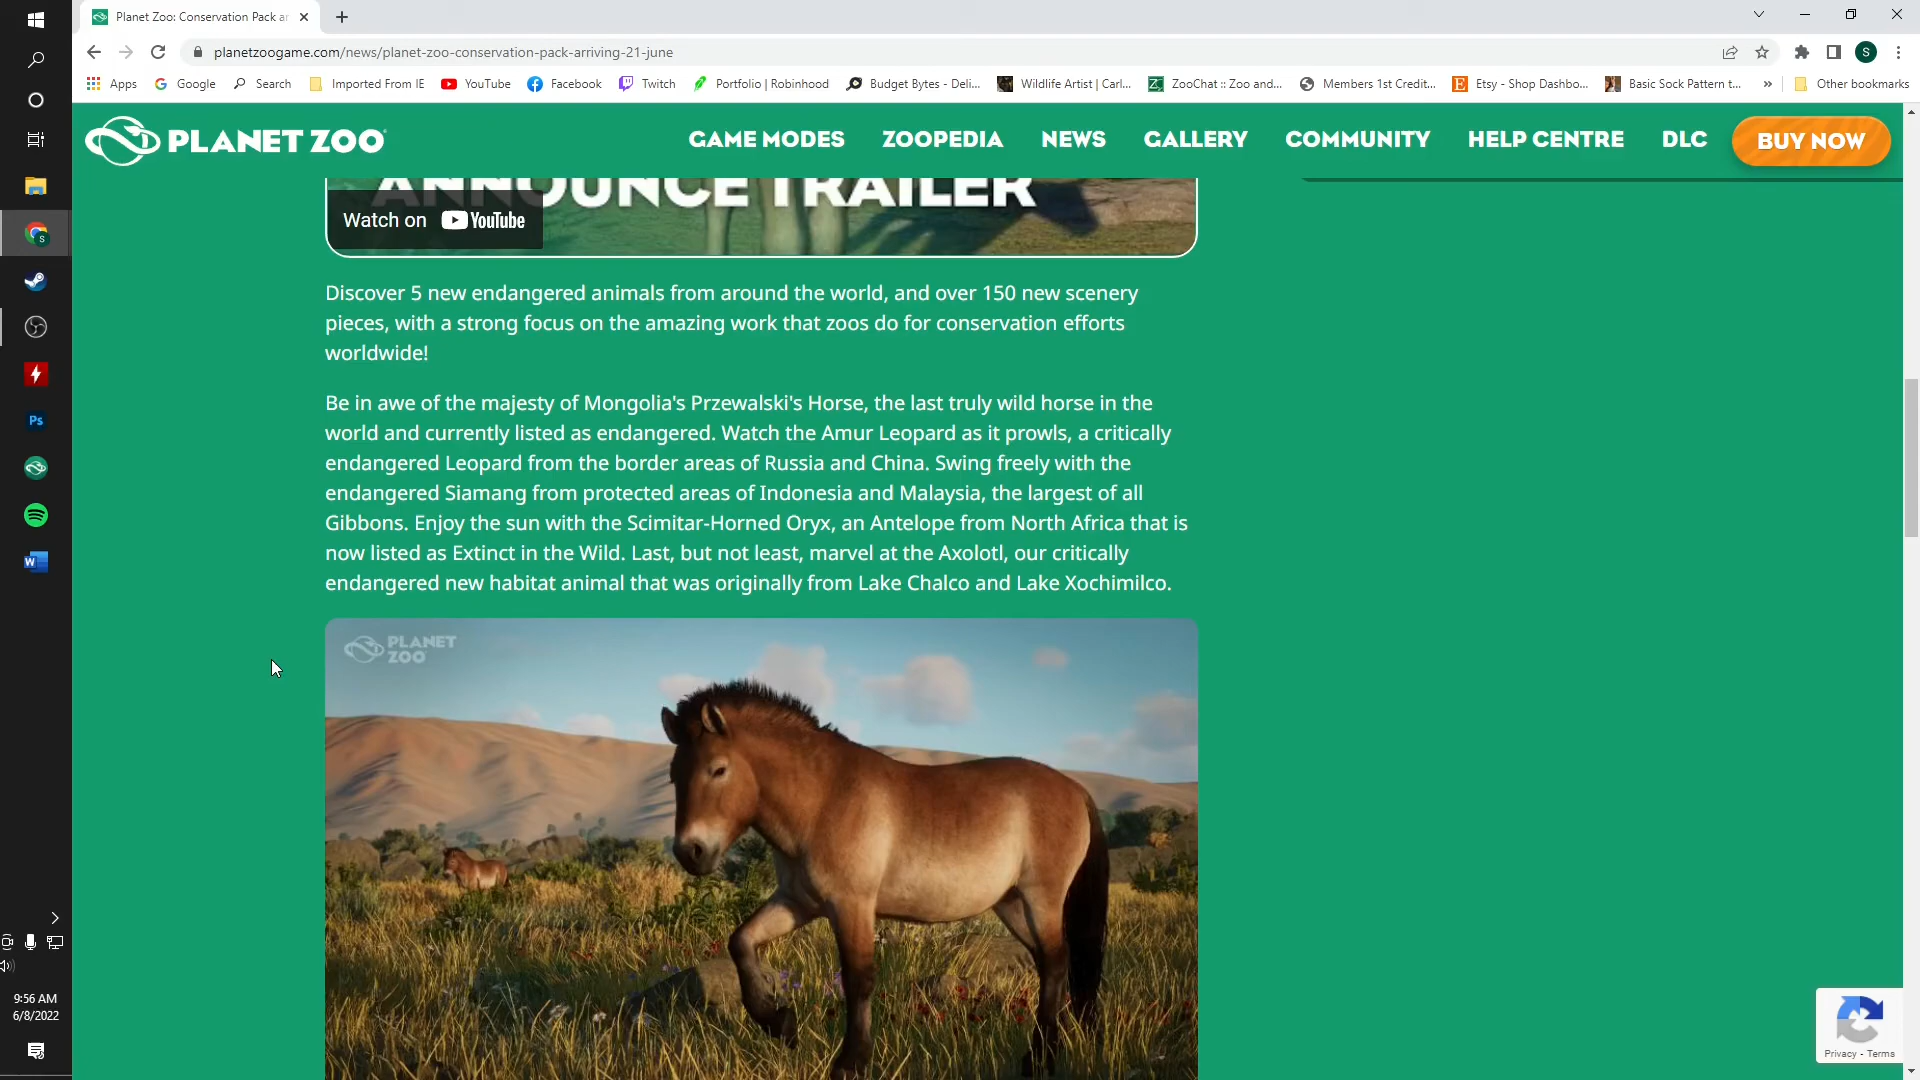 Planet Zoo: Conservation Pack ar
planetzoogame.com/news/planet-zoo-conservation-pack-arriving-21-june
S
Apps
Google
Search
Imported From IE
YouTube
Facebook
Twitch
Portfolio | Robinhood
Budget Bytes - Deli...
Wildlife Artist | Carl...
ZooChat :: Zoo and...
Members 1st Credit...
Etsy - Shop Dashbo...
Basic Sock Pattern t...
»
Other bookmarks
PLANET ZOO
GAME MODES
ZOOPEDIA
NEWS
GALLERY
COMMUNITY
HELP CENTRE
DLC
BUY NOW
ANNOUNCE TRAILER
Watch on YouTube
Discover 5 new endangered animals from around the world, and over 150 new scenery
pieces, with a strong focus on the amazing work that zoos do for conservation efforts
worldwide!
Be in awe of the majesty of Mongolia's Przewalski's Horse, the last truly wild horse in the
world and currently listed as endangered. Watch the Amur Leopard as it prowls, a critically
endangered Leopard from the border areas of Russia and China. Swing freely with the
endangered Siamang from protected areas of Indonesia and Malaysia, the largest of all
Gibbons. Enjoy the sun with the Scimitar-Horned Oryx, an Antelope from North Africa that is
now listed as Extinct in the Wild. Last, but not least, marvel at the Axolotl, our critically
endangered new habitat animal that was originally from Lake Chalco and Lake Xochimilco.
PLANET
ZOO
Ps
W
9:56 AM
6/8/2022
Privacy - Terms